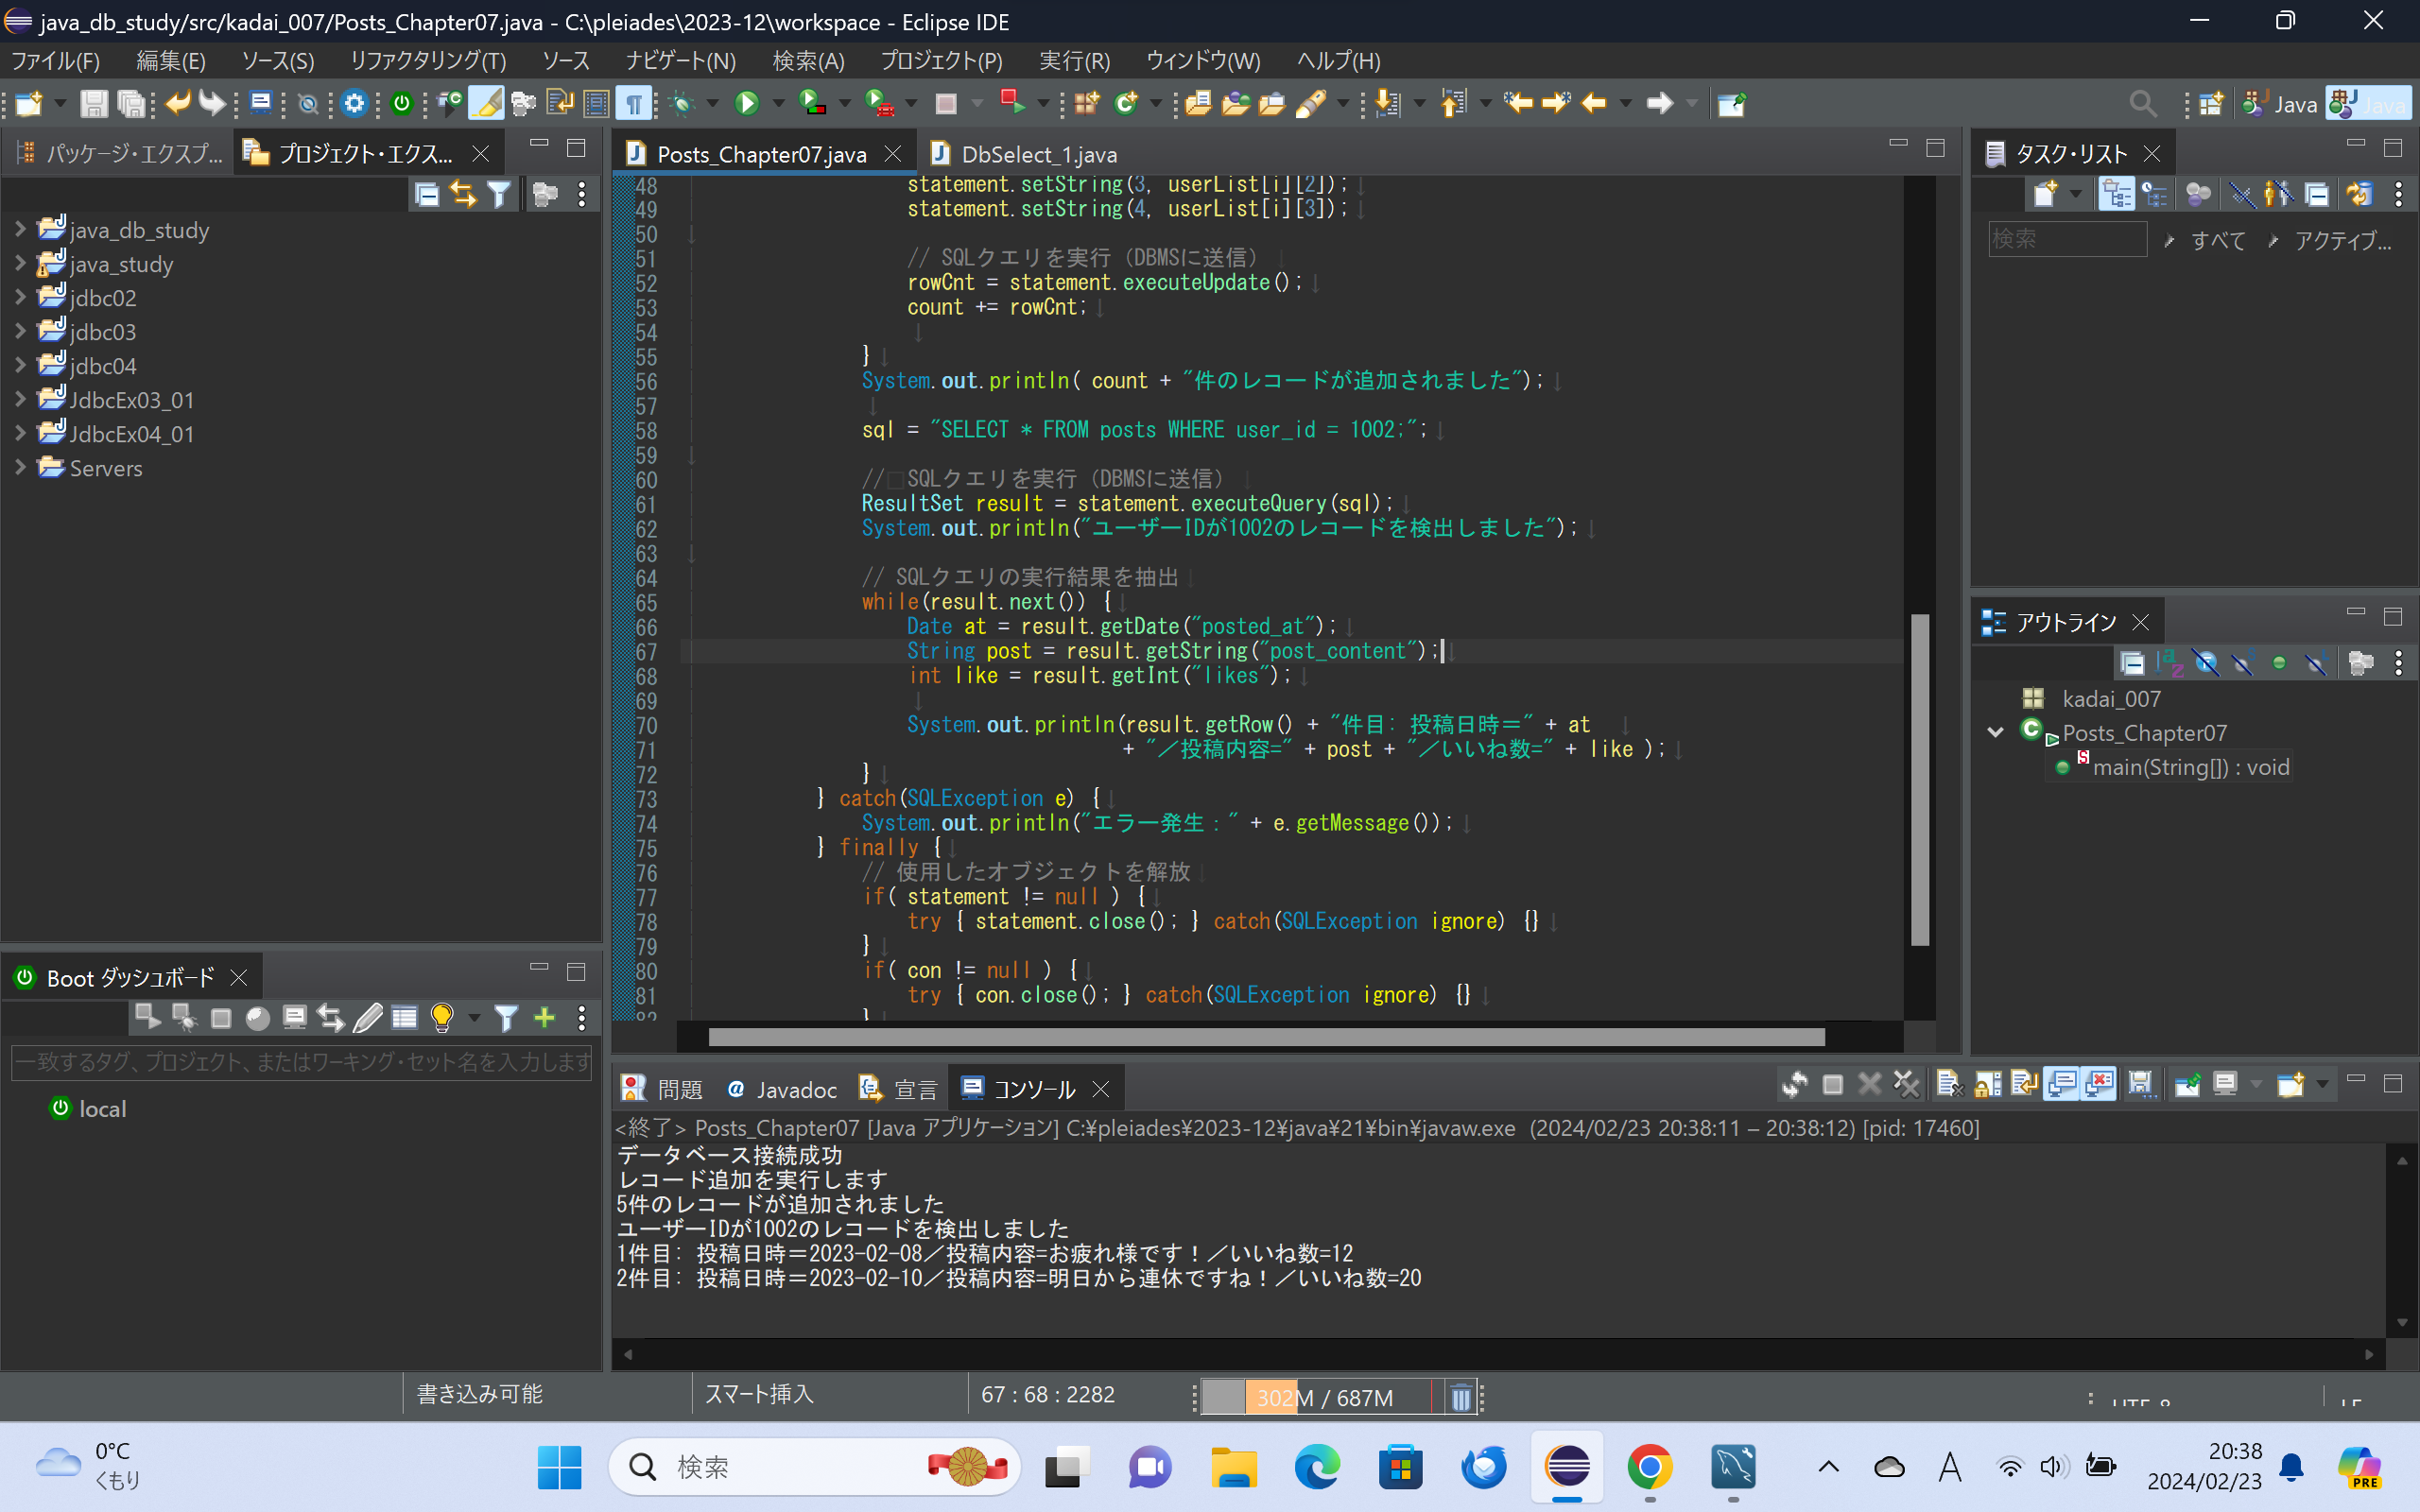 java_db_study/src/kadai_007/Posts_Chapter07.java - C:\pleiades\2023-12\workspace - Eclipse IDE
ファイル(F) 編集(E) ソース(S) リファクタリング(T) ソース ナビゲート(N) 検索(A) プロジェクト(P) 実行(R) ウィンドウ(W) ヘルプ(H)
Java Java
パッケージ・エクスプ... プロジェクト・エクス...
java_db_study
java_study
jdbc02
jdbc03
jdbc04
JdbcEx03_01
JdbcEx04_01
Servers
Boot ダッシュボード
一致するタグ、プロジェクト、またはワーキング・セット名を入力します
local
Posts_Chapter07.java DbSelect_1.java
48 statement.setString(3, userList[i][2]);
49 statement.setString(4, userList[i][3]);
50
51 // SQLクエリを実行（DBMSに送信）
52 rowCnt = statement.executeUpdate();
53 count += rowCnt;
54
55 }
56 System.out.println( count + "件のレコードが追加されました");
57
58 sql = "SELECT * FROM posts WHERE user_id = 1002;";
59
60 //　SQLクエリを実行（DBMSに送信）
61 ResultSet result = statement.executeQuery(sql);
62 System.out.println("ユーザーIDが1002のレコードを検出しました");
63
64 // SQLクエリの実行結果を抽出
65 while(result.next()) {
66 Date at = result.getDate("posted_at");
67 String post = result.getString("post_content");
68 int like = result.getInt("likes");
69
70 System.out.println(result.getRow() + "件目：投稿日時＝" + at
71 + "／投稿内容=" + post + "／いいね数=" + like );
72 }
73 } catch(SQLException e) {
74 System.out.println("エラー発生：" + e.getMessage());
75 } finally {
76 // 使用したオブジェクトを解放
77 if( statement != null ) {
78 try { statement.close(); } catch(SQLException ignore) {}
79 }
80 if( con != null ) {
81 try { con.close(); } catch(SQLException ignore) {}
82 }
タスク・リスト
検索 すべて アクティブ...
アウトライン
kadai_007
Posts_Chapter07
main(String[]) : void
問題 Javadoc 宣言 コンソール
<終了> Posts_Chapter07 [Java アプリケーション] C:¥pleiades¥2023-12¥java¥21¥bin¥javaw.exe (2024/02/23 20:38:11 – 20:38:12) [pid: 17460]
データベース接続成功
レコード追加を実行します
5件のレコードが追加されました
ユーザーIDが1002のレコードを検出しました
1件目：投稿日時＝2023-02-08／投稿内容=お疲れ様です！／いいね数=12
2件目：投稿日時＝2023-02-10／投稿内容=明日から連休ですね！／いいね数=20
書き込み可能 スマート挿入 67 : 68 : 2282 302M / 687M
0°C
くもり
検索
A
20:38
2024/02/23
PRE